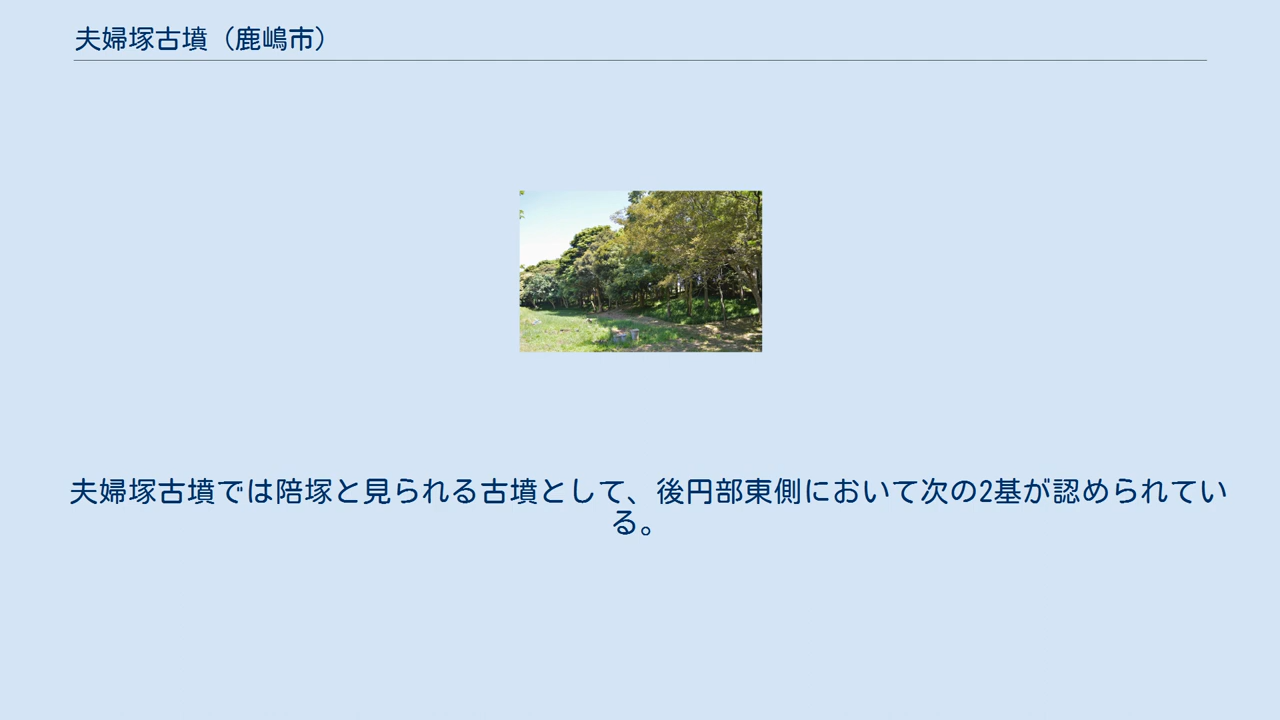 夫婦塚古墳（鹿嶋市）
夫婦塚古墳では陪塚と見られる古墳として、後円部東側において次の2基が認められてい
る。